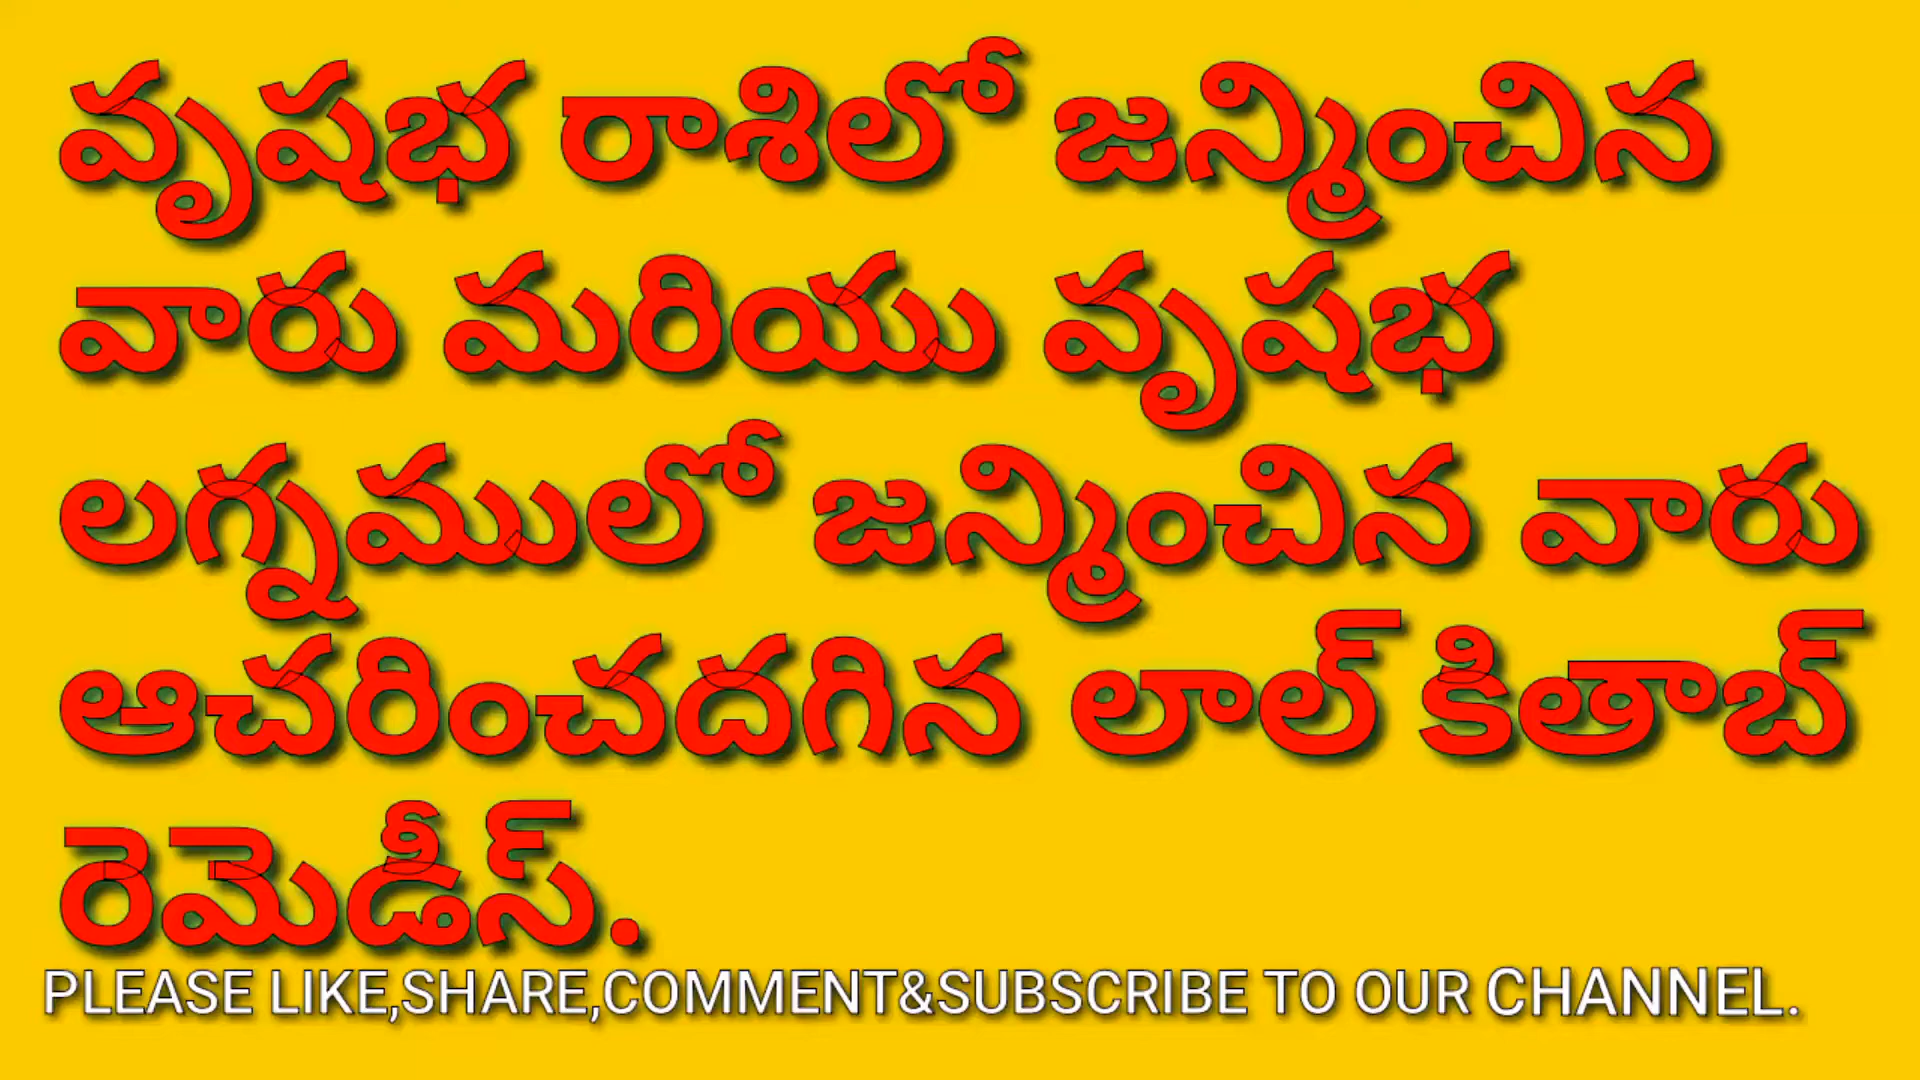 వృషభ రాశిలో జన్మించిన
వారు మరియు వృషభ
లగ్నములో జన్మించిన వారు
ఆచరించదగిన లాల్ కితాబ్
రెమెడీస్.
PLEASE LIKE,SHARE,COMMENT&SUBSCRIBE TO OUR CHANNEL.